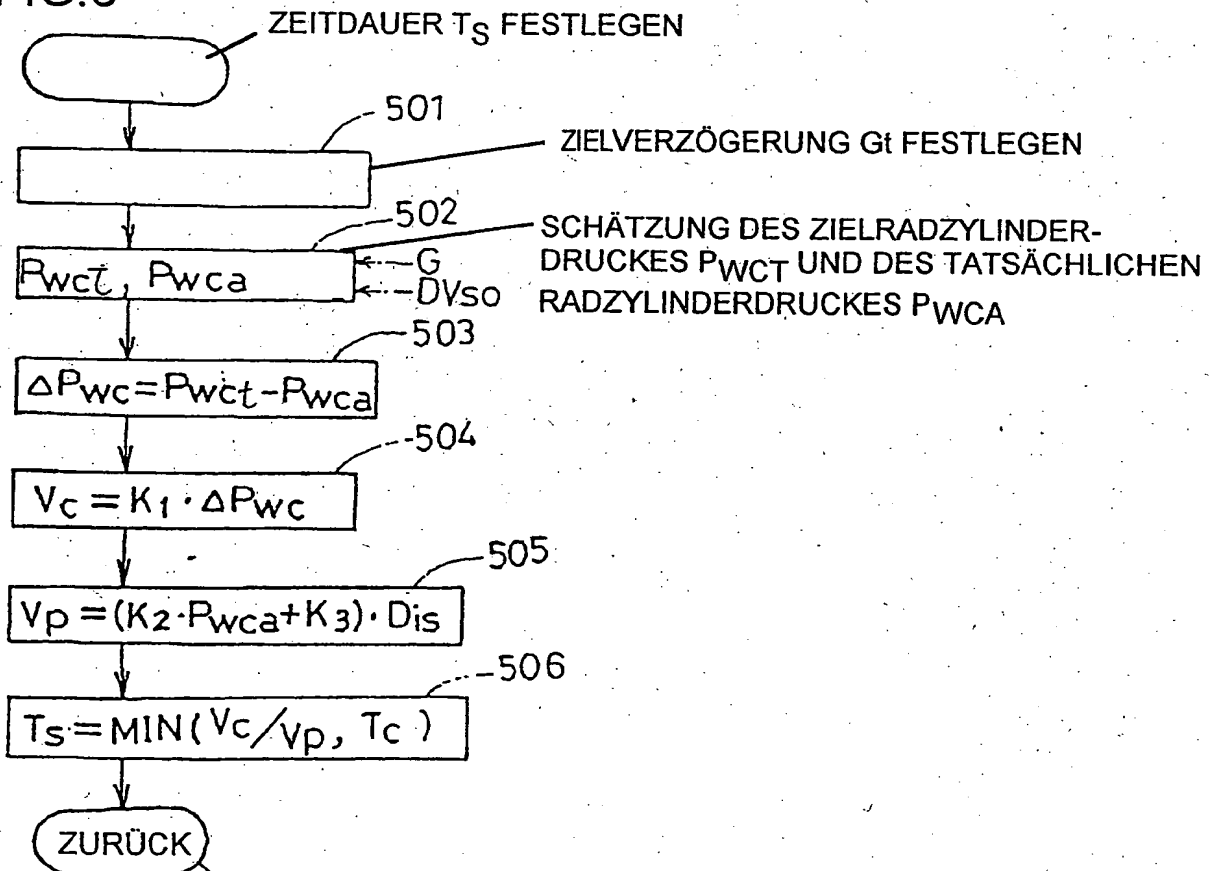 ZEITDAUER TS FESTLEGEN
501
ZIELVERZÖGERUNG Gt FESTLEGEN
502
SCHÄTZUNG DES ZIELRADZYLINDER-
DRUCKES PWCT UND DES TATSÄCHLICHEN
RADZYLINDERDRUCKES PWCA
Pwct, Pwca
G
DVso
503
ΔPwc=Pwct-Pwca
504
Vc=K1·ΔPwc
505
Vp=(K2·Pwca+K3)·Dis
506
Ts=MIN(Vc/Vp, Tc)
ZURÜCK